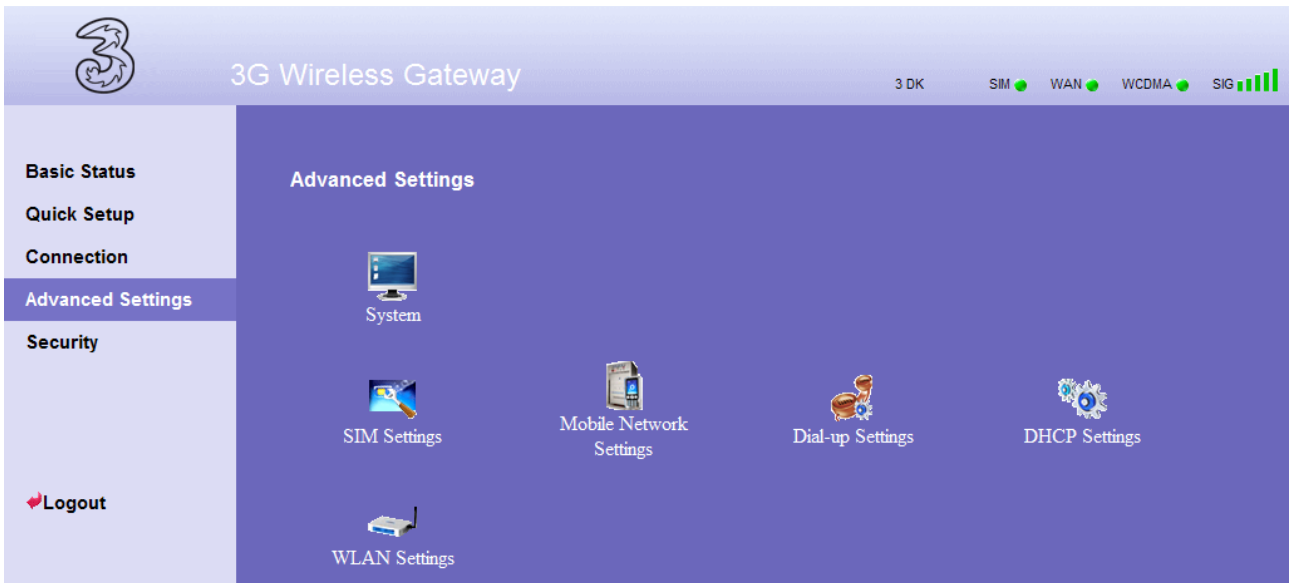 3
3G Wireless Gateway
3 DK SIM WAN WCDMA SIG
Basic Status
Quick Setup
Connection
Advanced Settings
Security
Logout
Advanced Settings
System
SIM Settings
Mobile Network
Settings
Dial-up Settings
DHCP Settings
WLAN Settings